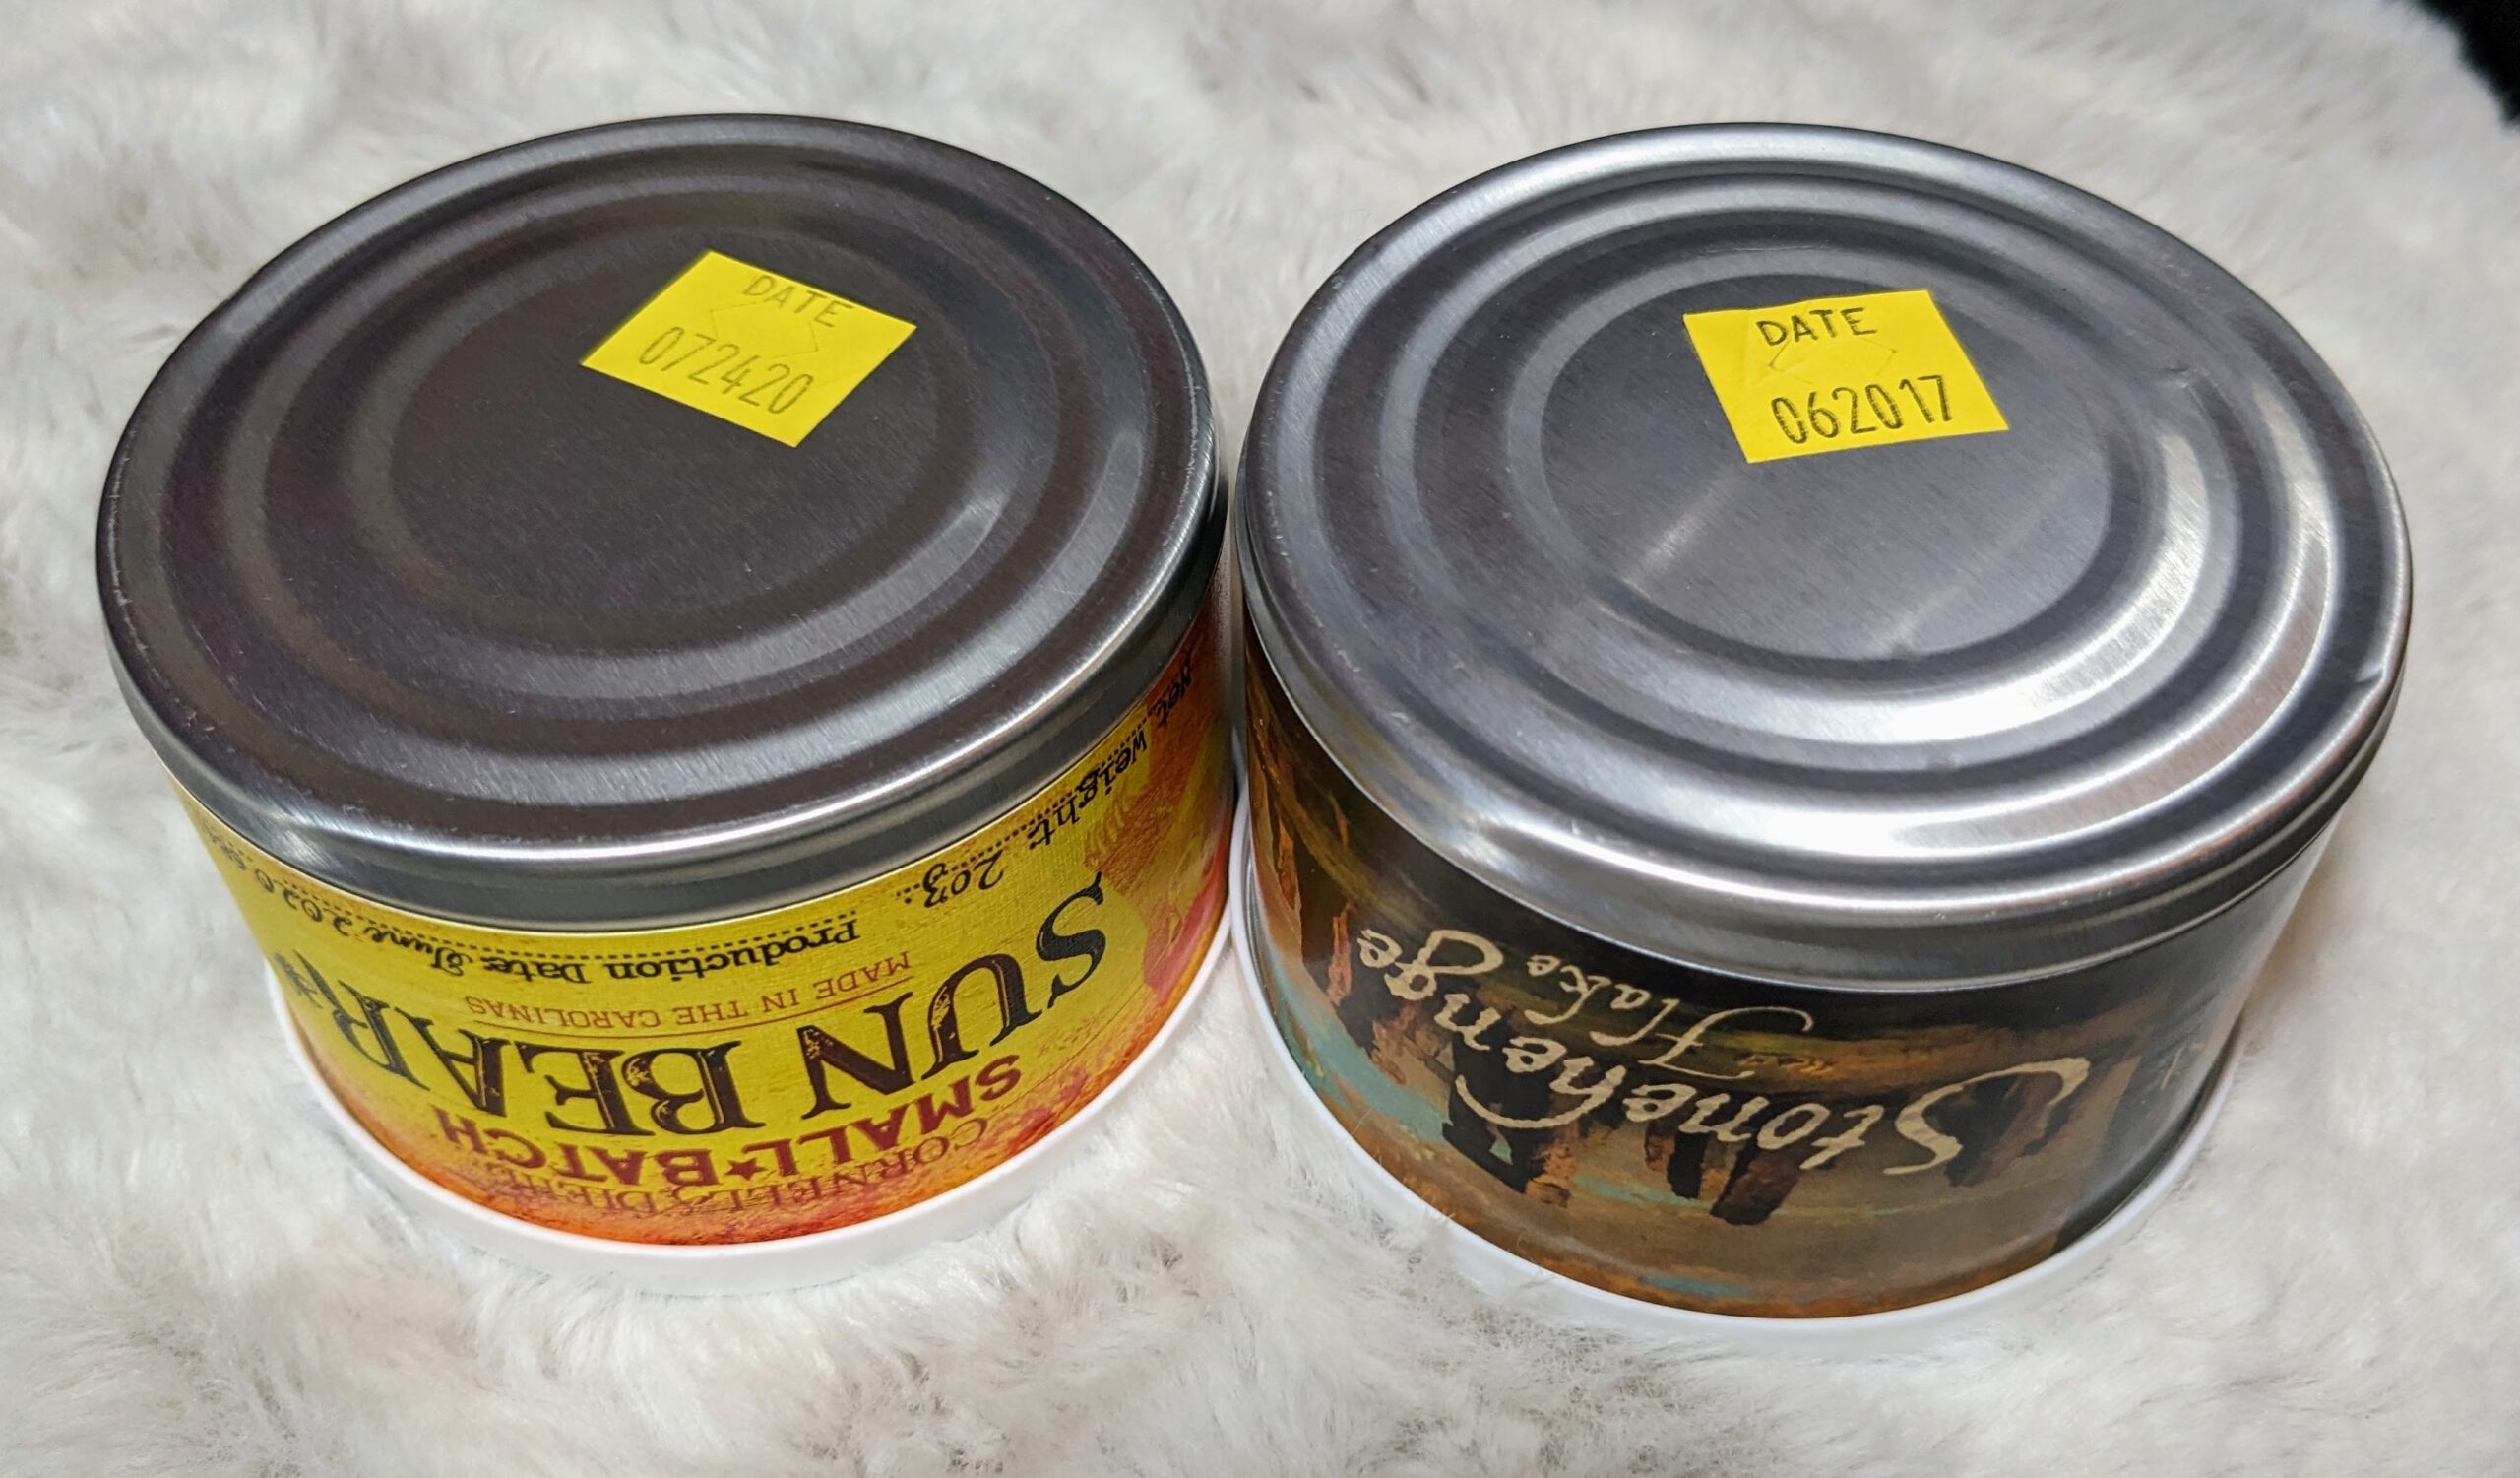 DATE
072420
DATE
062017
CORNELL & DIEHL
SMALL★BATCH
SUN BEAR
MADE IN THE CAROLINAS
Production Date: June 2020
Net Weight: 2oz.
Stonehenge
Flake